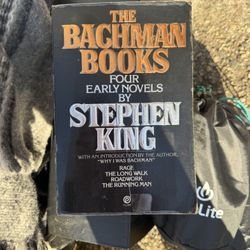 THE
BACHMAN
BOOKS
FOUR
EARLY NOVELS
BY
STEPHEN
KING
WITH AN INTRODUCTION BY THE AUTHOR,
"WHY I WAS BACHMAN"
RAGE
THE LONG WALK
ROADWORK
THE RUNNING MAN
Lite